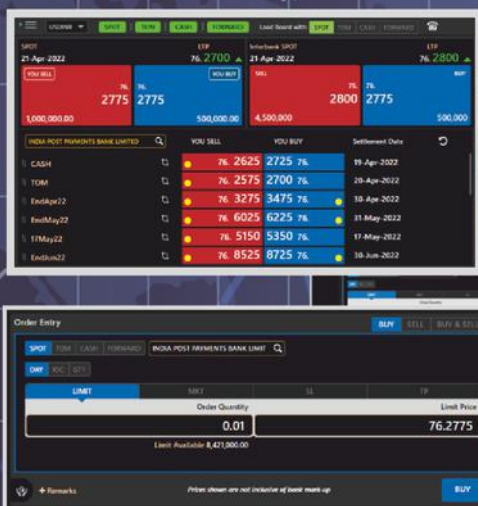 USDINR SPOT TOM CASH FORWARD Load Board with SPOT TOM CASH FORWARD
SPOT LTP Interbank SPOT LTP
21-Apr-2022 76. 2700 21-Apr-2022 76. 2800
YOU SELL YOU BUY SELL BUY
76. 76. 76. 76.
2775 2775 2800 2775
1,000,000.00 500,000.00 4,500,000 500,000
INDIA POST PAYMENTS BANK LIMITED YOU SELL YOU BUY Settlement Date
CASH 76. 2625 2725 76. 19-Apr-2022
TOM 76. 2575 2700 76. 20-Apr-2022
EndApr22 76. 3275 3475 76. 30-Apr-2022
EndMay22 76. 6025 6225 76. 31-May-2022
17May22 76. 5150 5350 76. 17-May-2022
EndJun22 76. 8525 8725 76. 30-Jun-2022
Order Entry BUY SELL BUY & SELL
SPOT TOM CASH FORWARD INDIA POST PAYMENTS BANK LIMIT
DAY IOC GTT
LIMIT MKT SL TP
Order Quantity Limit Price
0.01 76.2775
Limit Available 8,421,000.00
+ Remarks Prices shown are not inclusive of bank mark-up BUY